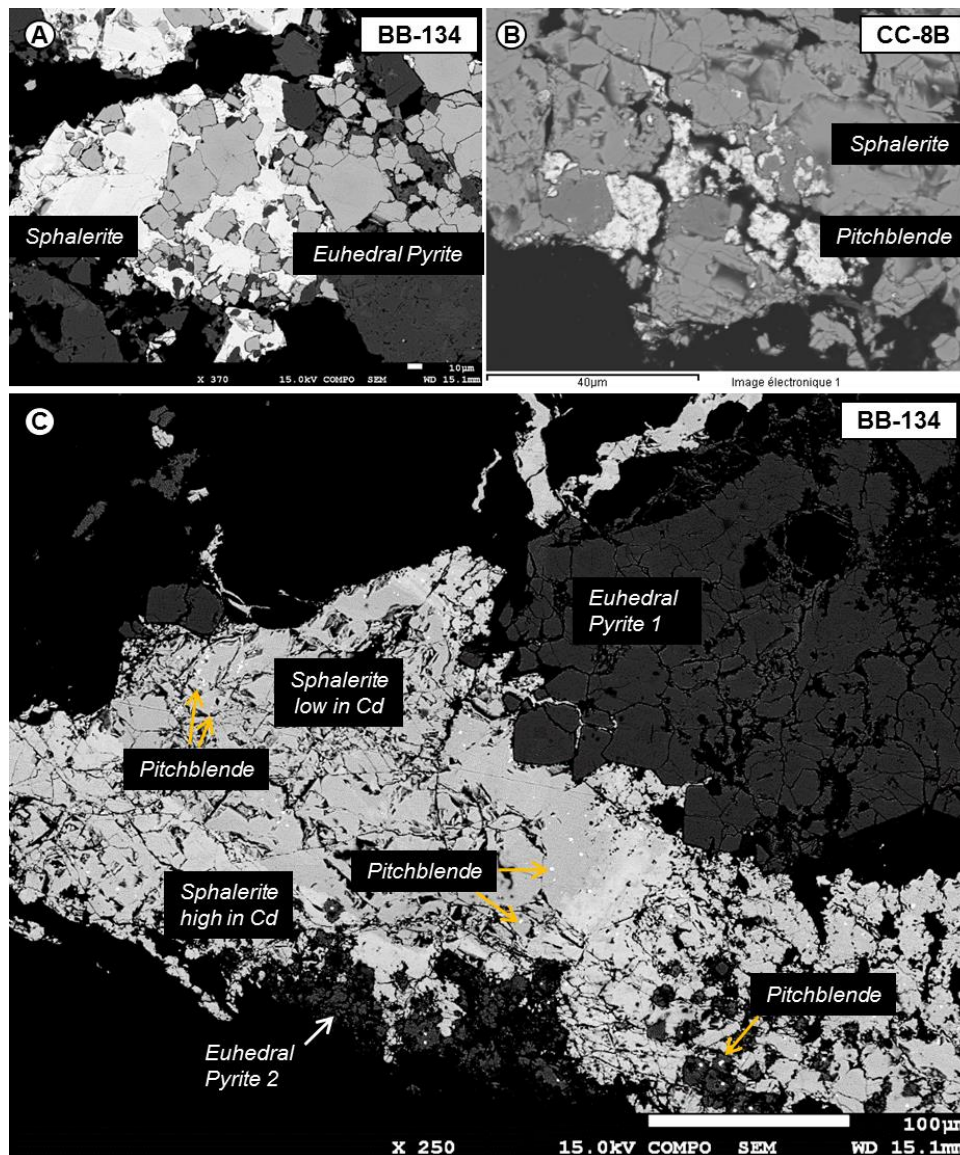 A
BB-134
Sphalerite
Euhedral Pyrite
10µm
X 370 15.0kV COMPO SEM WD 15.1mm
B
CC-8B
Sphalerite
Pitchblende
40µm
Image électronique 1
C
BB-134
Euhedral
Pyrite 1
Sphalerite
low in Cd
Pitchblende
Pitchblende
Sphalerite
high in Cd
Pitchblende
Euhedral
Pyrite 2
100µm
X 250 15.0kV COMPO SEM WD 15.1mm